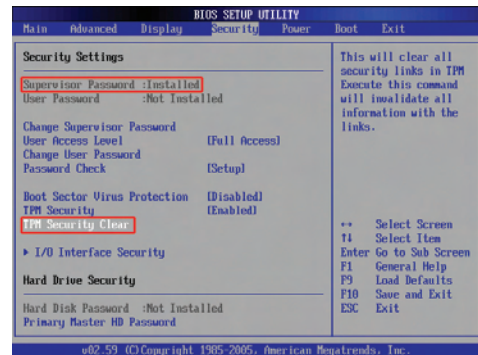 BIOS SETUP UTILITY
Main Advanced Display Security Power Boot Exit
Security Settings
Supervisor Password :Installed
User Password :Not Installed
Change Supervisor Password
User Access Level [Full Access]
Change User Password
Password Check [Setup]
Boot Sector Virus Protection [Disabled]
TPM Security [Enabled]
TPM Security Clear
▶ I/O Interface Security
Hard Drive Security
Hard Disk Password :Not Installed
Primary Master HD Password
This will clear all
security links in TPM
Execute this command
will invalidate all
information with the
links.
↔ Select Screen
↑↓ Select Item
Enter Go to Sub Screen
F1 General Help
F9 Load Defaults
F10 Save and Exit
ESC Exit
v02.59 (C)Copyright 1985-2005, American Megatrends, Inc.